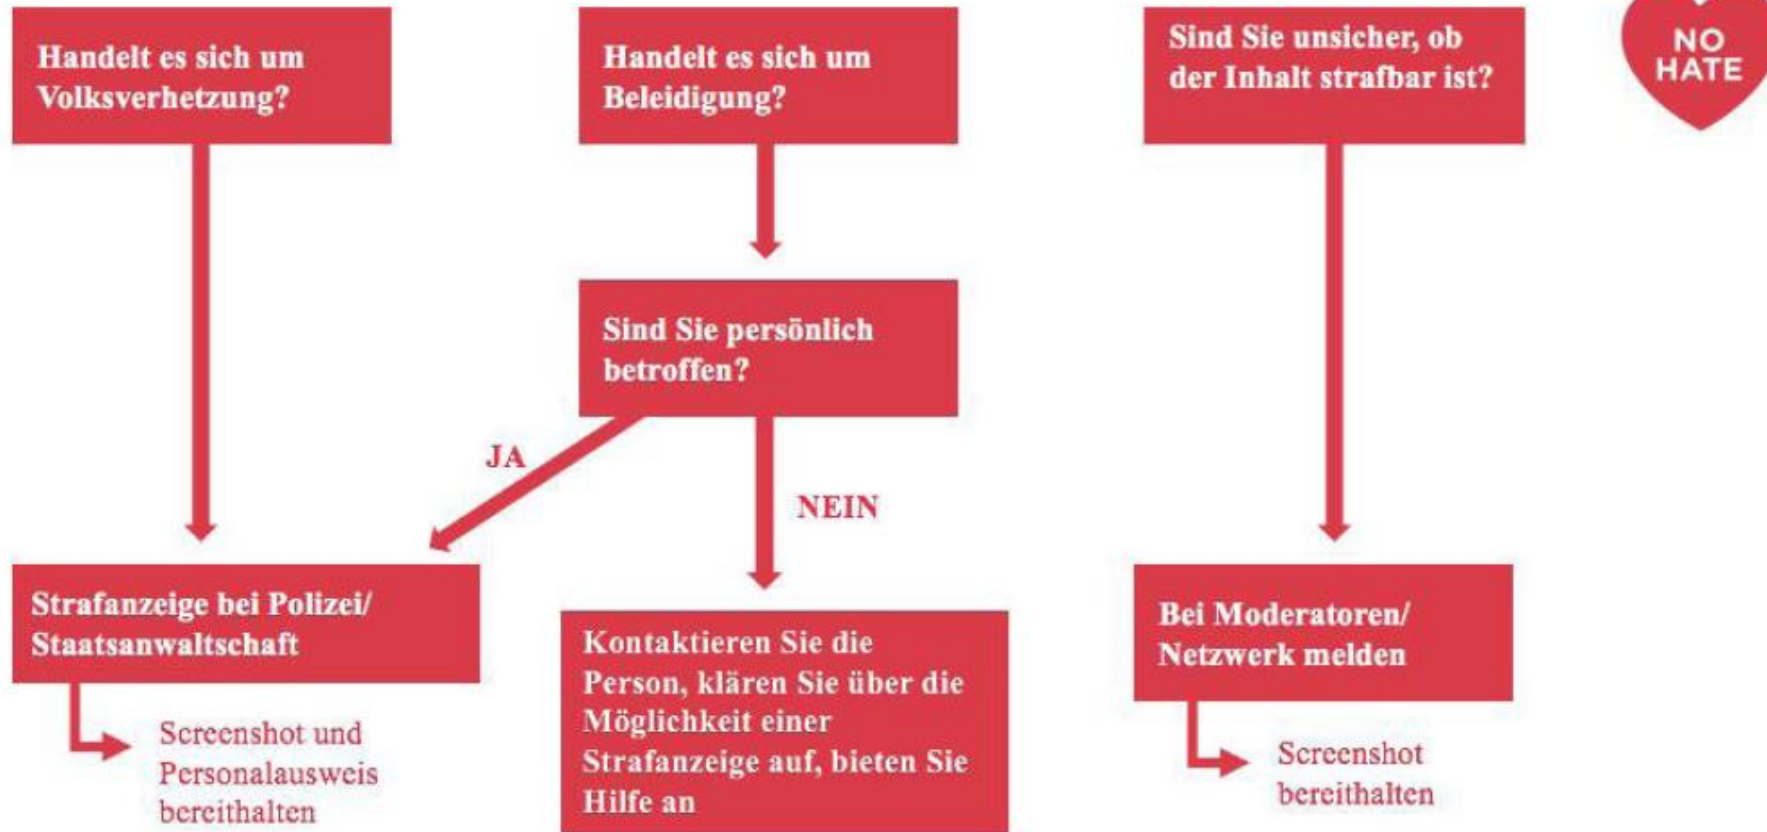 Handelt es sich um
Volksverhetzung?
Handelt es sich um
Beleidigung?
Sind Sie unsicher, ob
der Inhalt strafbar ist?
NO
HATE
Sind Sie persönlich
betroffen?
JA
NEIN
Strafanzeige bei Polizei/
Staatsanwaltschaft
Screenshot und
Personalausweis
bereithalten
Kontaktieren Sie die
Person, klären Sie über die
Möglichkeit einer
Strafanzeige auf, bieten Sie
Hilfe an
Bei Moderatoren/
Netzwerk melden
Screenshot
bereithalten